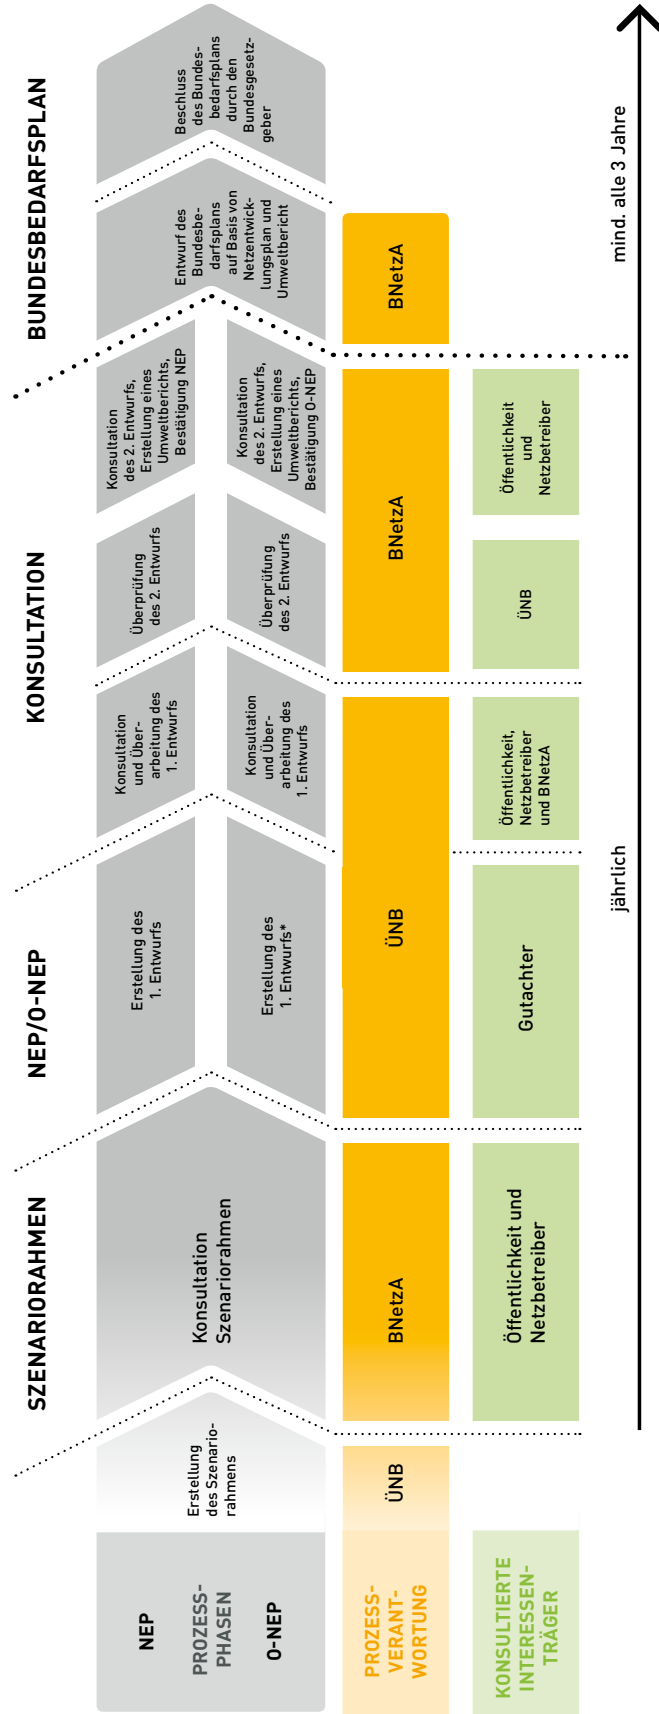 SZENARIORAHMEN
NEP/O-NEP
KONSULTATION
BUNDESBEDARFSPLAN
NEP
PROZESS-
PHASEN
O-NEP
Erstellung
des Szenario-
rahmens
Konsultation
Szenariorahmen
Erstellung des
1. Entwurfs
Erstellung des
1. Entwurfs*
Konsultation
und Über-
arbeitung des
1. Entwurfs
Konsultation
und Über-
arbeitung des
1. Entwurfs
Überprüfung
des 2. Entwurfs
Überprüfung
des 2. Entwurfs
Konsultation
des 2. Entwurfs,
Erstellung eines
Umweltberichts,
Bestätigung NEP
Konsultation
des 2. Entwurfs,
Erstellung eines
Umweltberichts,
Bestätigung O-NEP
Entwurf des
Bundesbe-
darfsplans
auf Basis von
Netzentwick-
lungsplan und
Umweltbericht
Beschluss
des Bundes-
bedarfsplans
durch den
Bundesgesetz-
geber
PROZESS-
VERANT-
WORTUNG
ÜNB
BNetzA
ÜNB
BNetzA
BNetzA
KONSULTIERTE
INTERESSEN-
TRÄGER
Öffentlichkeit und
Netzbetreiber
Gutachter
Öffentlichkeit,
Netzbetreiber
und BNetzA
ÜNB
Öffentlichkeit
und
Netzbetreiber
jährlich
mind. alle 3 Jahre